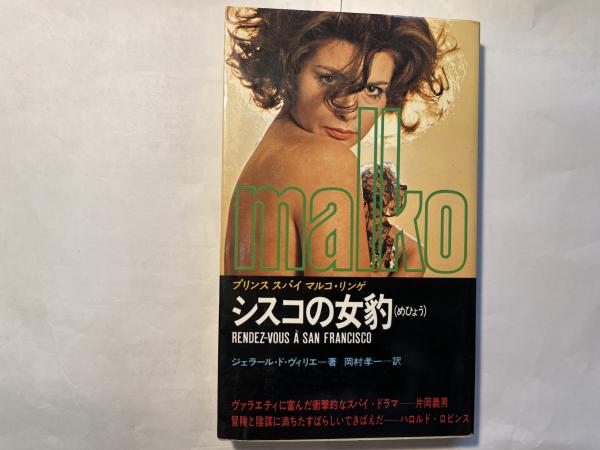 malko
プリンス スパイ マルコ・リンゲ
シスコの女豹(めひょう)
RENDEZ-VOUS À SAN FRANCISCO
ジェラール・ド・ヴィリエ―著 岡村孝一―訳
ヴァラエティに富んだ衝撃的なスパイ・ドラマ――片岡義男
冒険と陰謀に満ちたすばらしいできばえだ――ハロルド・ロビンス